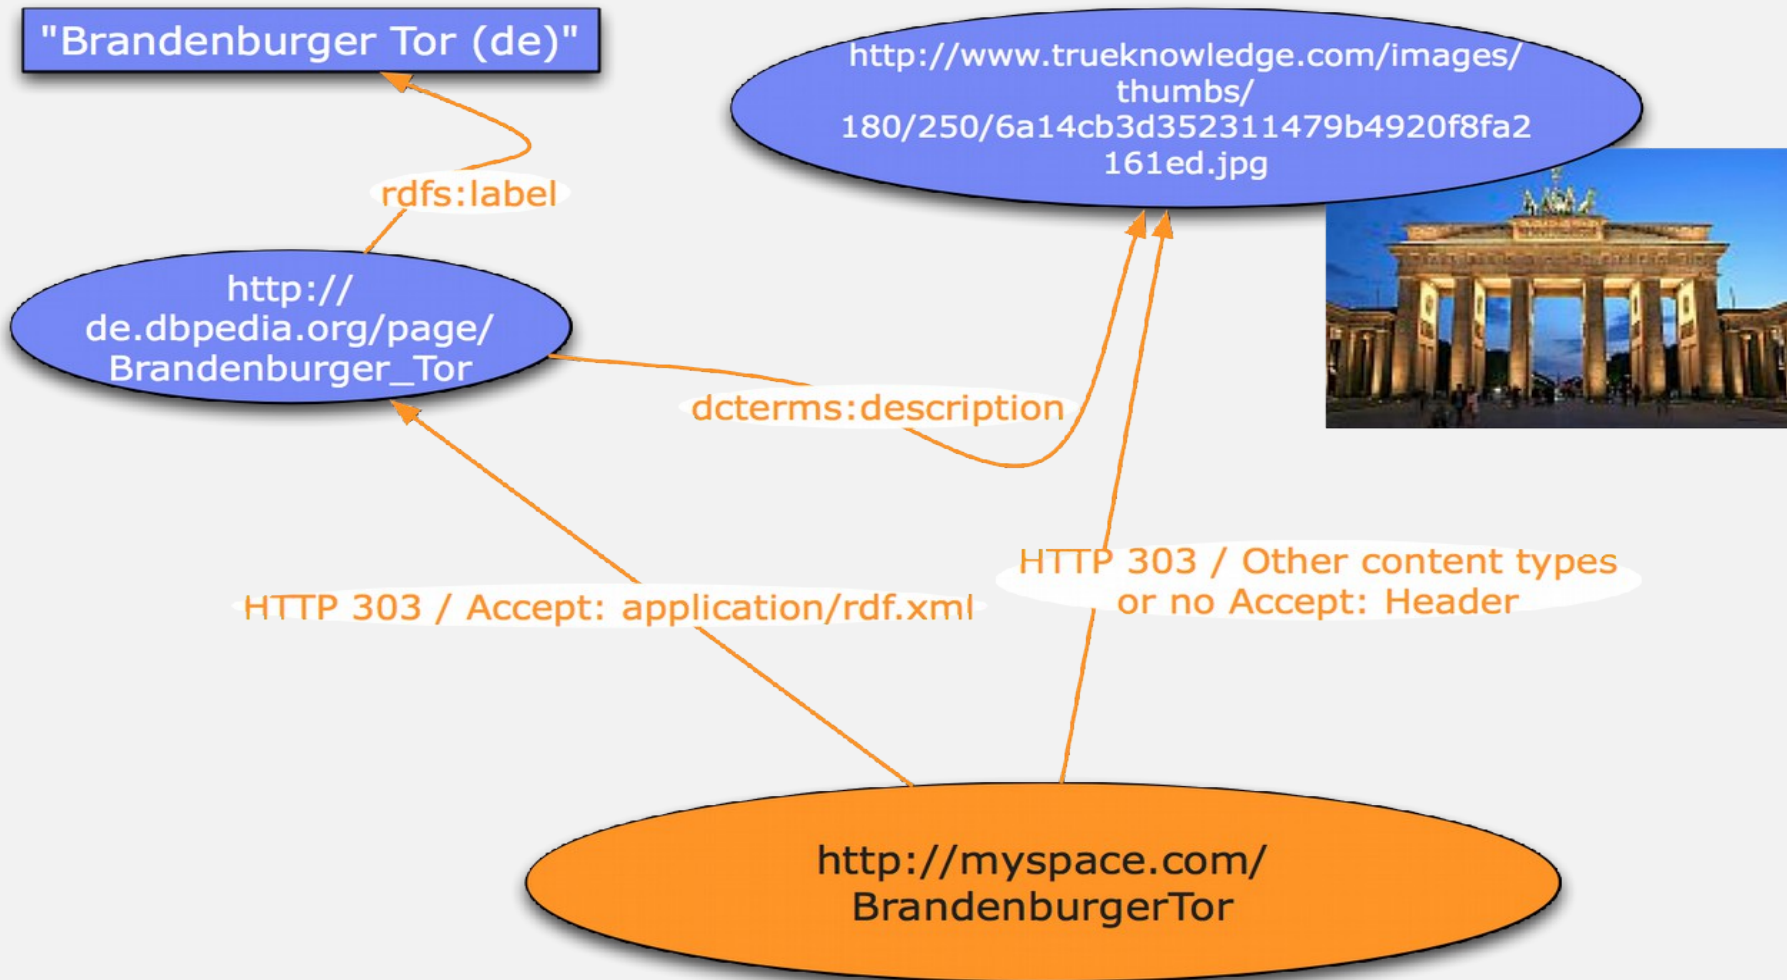 "Brandenburger Tor (de)"
http://www.trueknowledge.com/images/
thumbs/
180/250/6a14cb3d352311479b4920f8fa2
161ed.jpg
rdfs:label
http://
de.dbpedia.org/page/
Brandenburger_Tor
dcterms:description
HTTP 303 / Other content types
or no Accept: Header
HTTP 303 / Accept: application/rdf.xml
http://myspace.com/
BrandenburgerTor